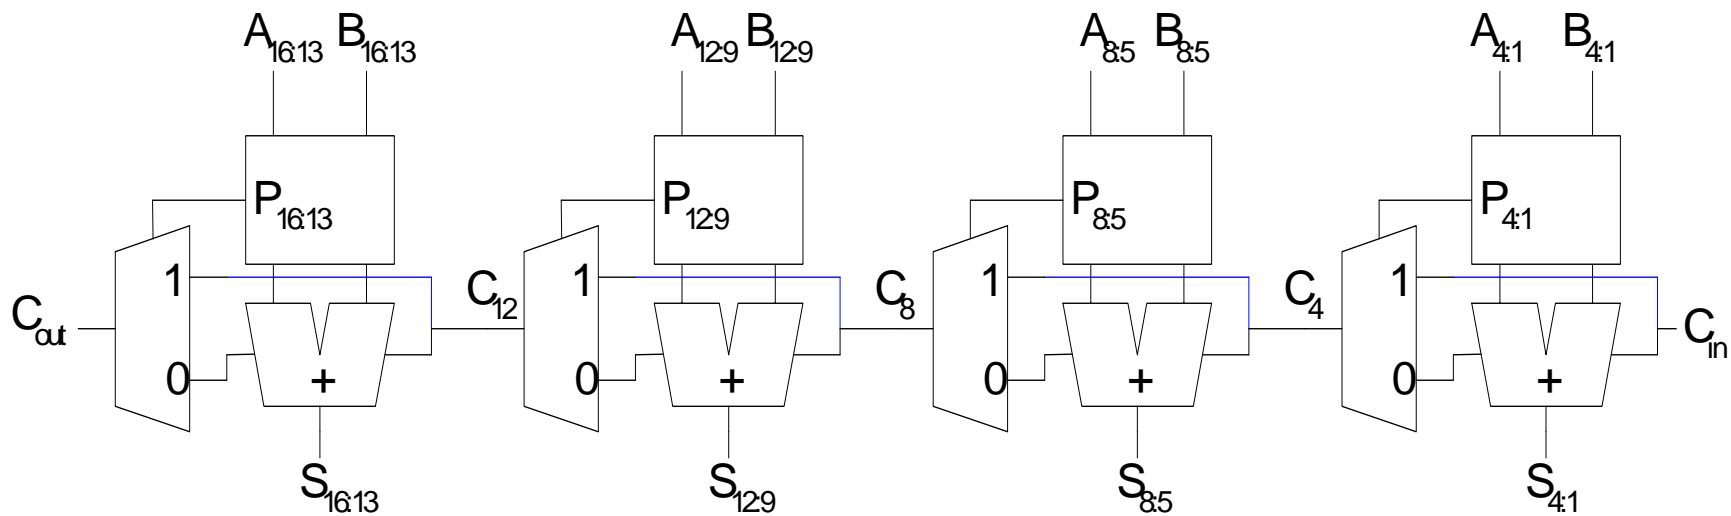 A16:13 B16:13 A12:9 B12:9 A8:5 B8:5 A4:1 B4:1
P16:13 P12:9 P8:5 P4:1
1 1 1 1
Cout C12 C8 C4 Cin
0 + 0 + 0 + 0 +
S16:13 S12:9 S8:5 S4:1